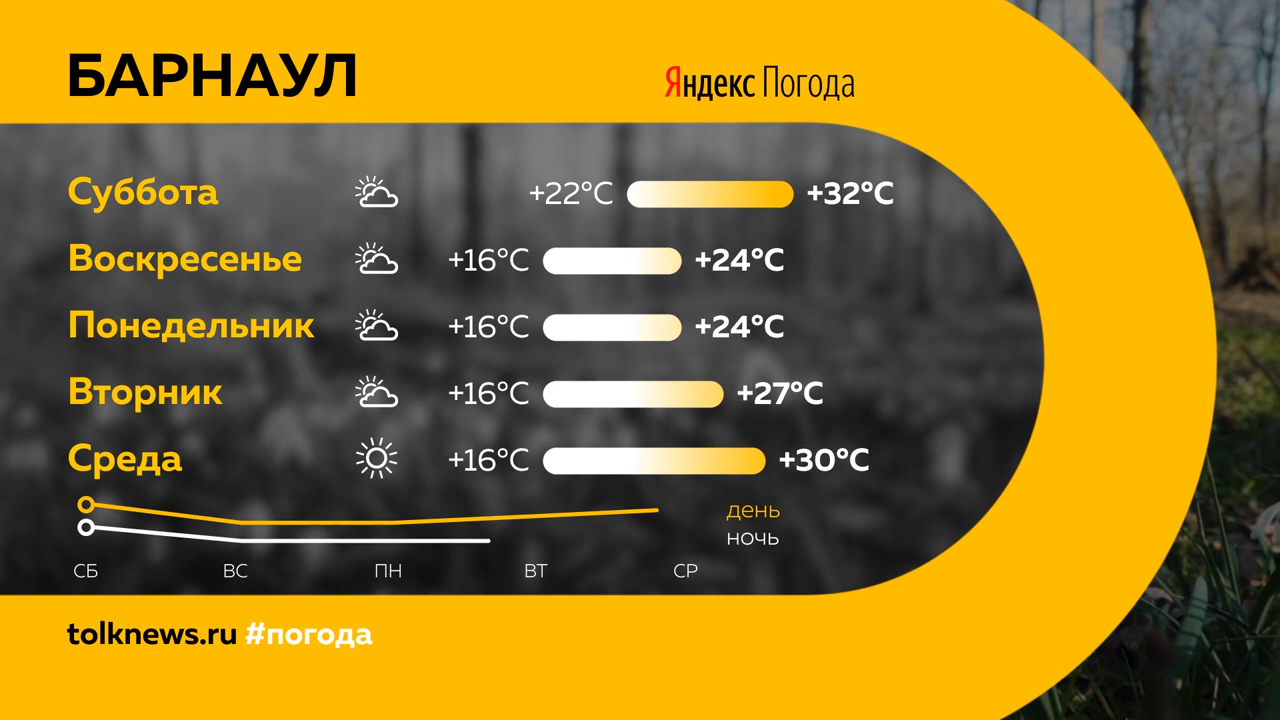 БАРНАУЛ
Яндекс Погода
Суббота +22°C +32°C
Воскресенье +16°C +24°C
Понедельник +16°C +24°C
Вторник +16°C +27°C
Среда +16°C +30°C
день
ночь
СБ ВС ПН ВТ СР
tolknews.ru #погода